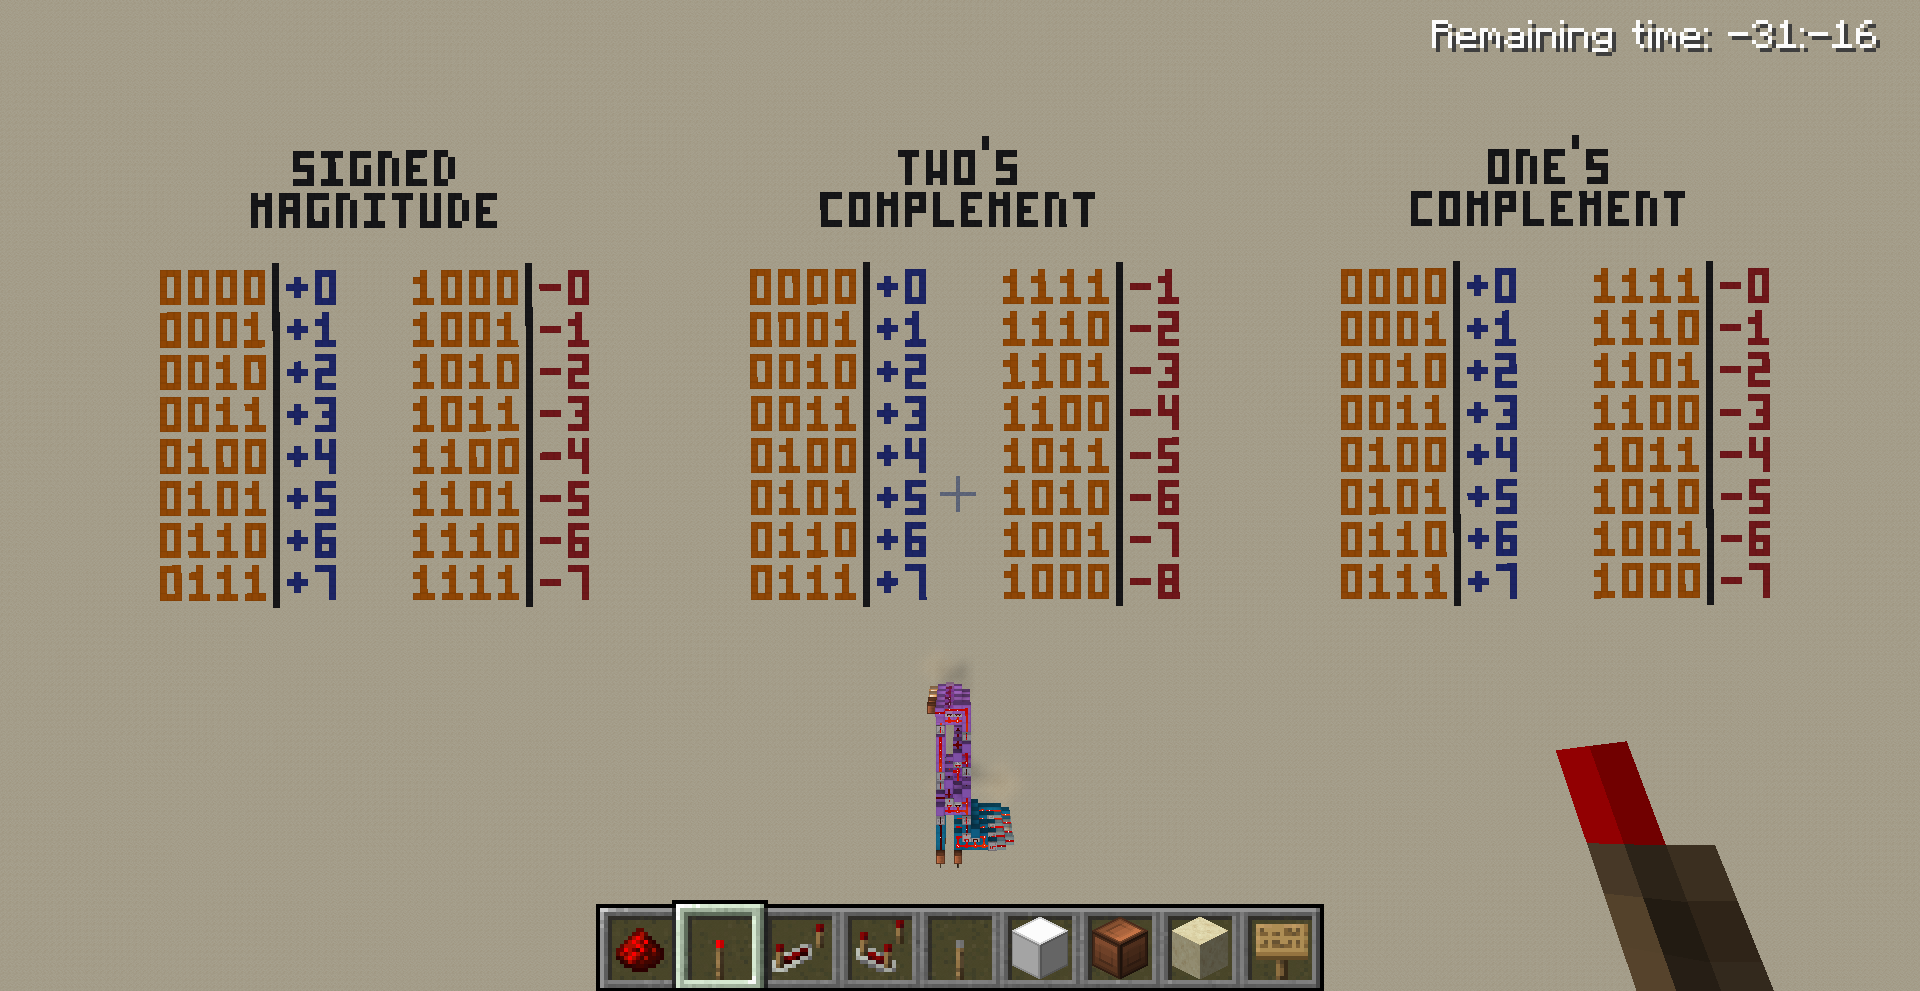 Remaining time: -31:-16
SIGNED
MAGNITUDE
0000 +0 1000 -0
0001 +1 1001 -1
0010 +2 1010 -2
0011 +3 1011 -3
0100 +4 1100 -4
0101 +5 1101 -5
0110 +6 1110 -6
0111 +7 1111 -7
TWO'S
COMPLEMENT
0000 +0 1111 -1
0001 +1 1110 -2
0010 +2 1101 -3
0011 +3 1100 -4
0100 +4 1011 -5
0101 +5 1010 -6
0110 +6 1001 -7
0111 +7 1000 -8
ONE'S
COMPLEMENT
0000 +0 1111 -0
0001 +1 1110 -1
0010 +2 1101 -2
0011 +3 1100 -3
0100 +4 1011 -4
0101 +5 1010 -5
0110 +6 1001 -6
0111 +7 1000 -7